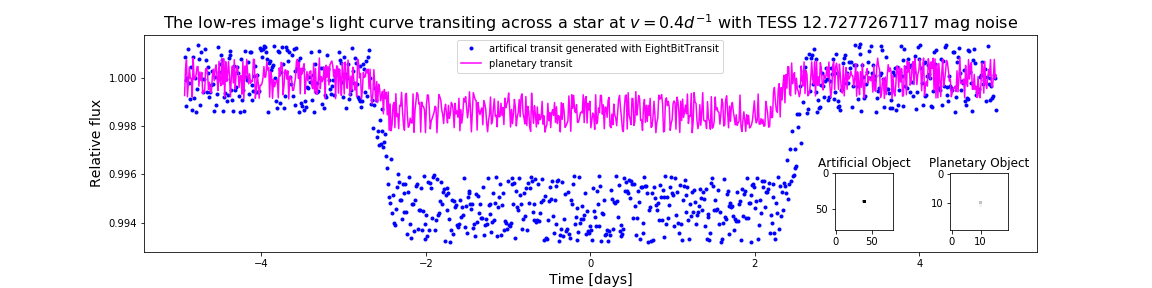 The low-res image's light curve transiting across a star at v = 0.4d⁻¹ with TESS 12.7277267117 mag noise
artifical transit generated with EightBitTransit
planetary transit
Relative flux
1.000
0.998
0.996
0.994
Artificial Object
Planetary Object
0
50
0
50
0
10
0
10
−4
−2
0
2
4
Time [days]